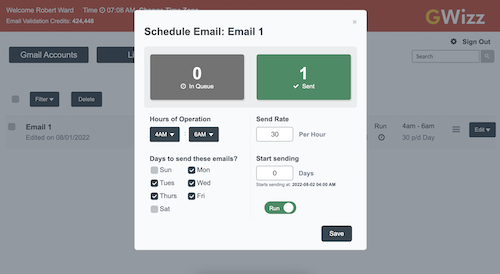 Welcome Robert Ward Time 07:08 AM Change Time Zone
Email Validation Credits: 424,449
GWizz
Sign Out
Gmail Accounts
Search
Filter
Delete
Email 1
Edited on 08/01/2022
Run
4am - 6am
30 p/d Day
Edit
Schedule Email: Email 1
×
0
In Queue
1
Sent
Hours of Operation
4AM
6AM
Send Rate
30 Per Hour
Days to send these emails?
Sun Mon
Tues Wed
Thurs Fri
Sat
Start sending
0 Days
Starts sending at: 2022-08-02 04:00 AM
Run
Save